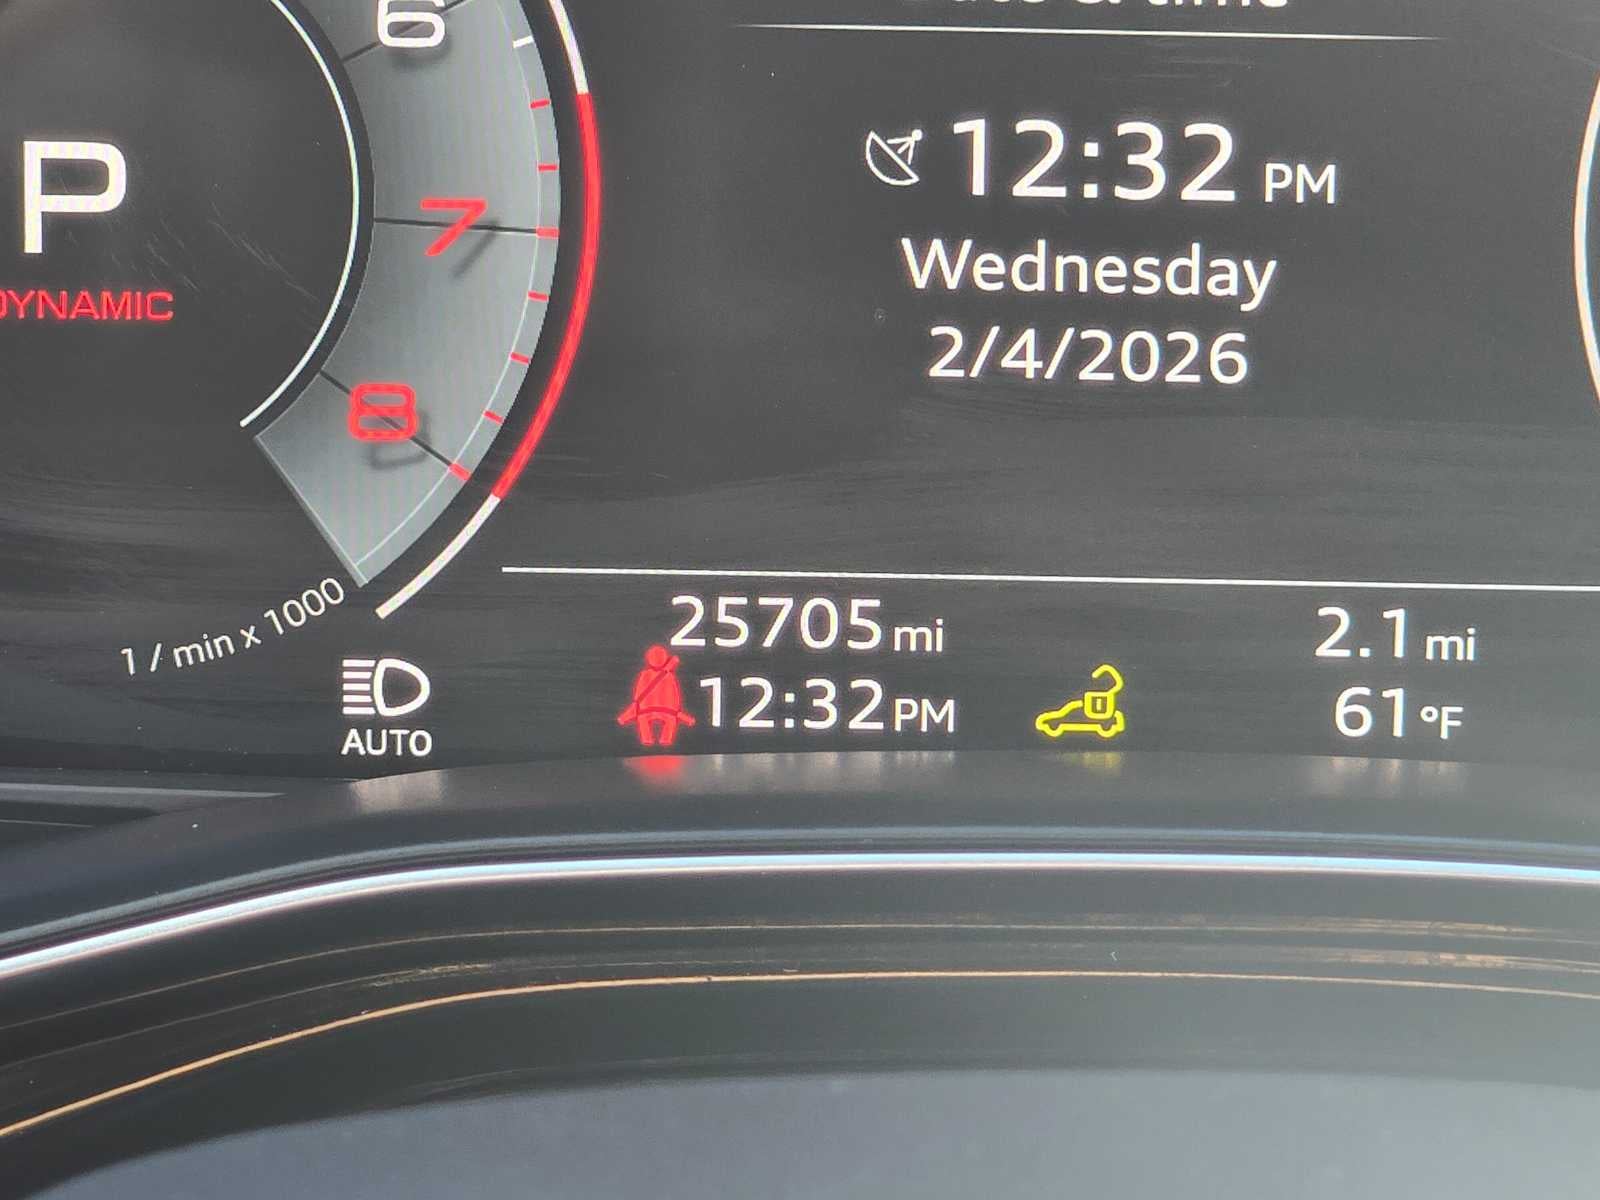 6
P
7
DYNAMIC
8
1 / min x 1000
12:32 PM
Wednesday
2/4/2026
25705 mi
2.1 mi
12:32 PM
61 °F
AUTO